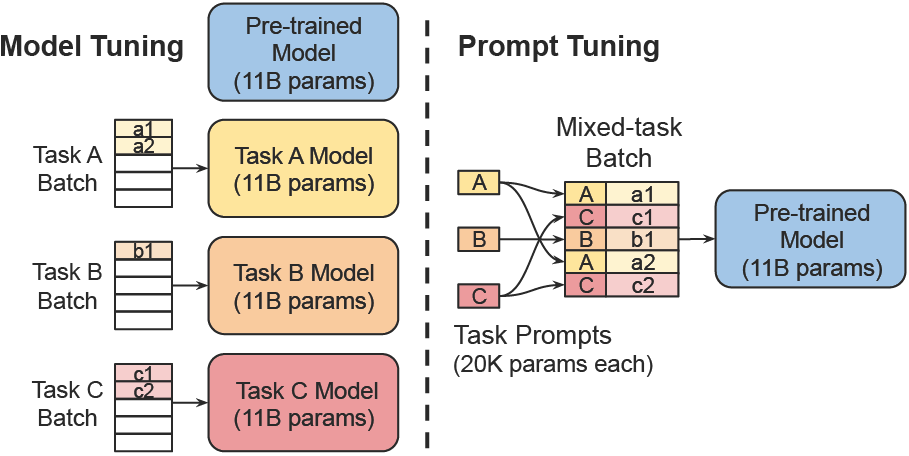 Model Tuning
Pre-trained
Model
(11B params)
Task A
Batch
a1
a2
Task A Model
(11B params)
Task B
Batch
b1
Task B Model
(11B params)
Task C
Batch
c1
c2
Task C Model
(11B params)
Prompt Tuning
Mixed-task
Batch
A
B
C
A a1
C c1
B b1
A a2
C c2
Task Prompts
(20K params each)
Pre-trained
Model
(11B params)